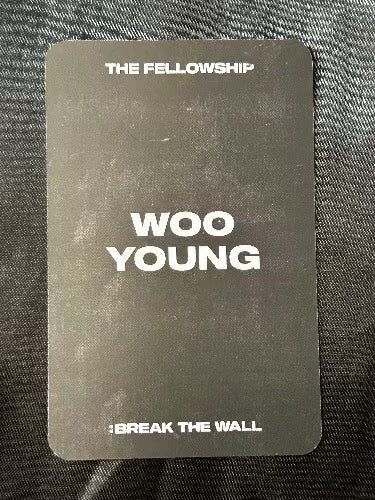 THE FELLOWSHIP
WOO
YOUNG
:BREAK THE WALL